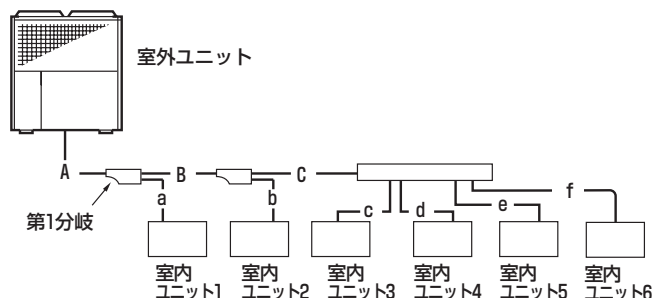 室外ユニット
A
B
C
a
b
c
d
e
f
第1分岐
室内
ユニット1
室内
ユニット2
室内
ユニット3
室内
ユニット4
室内
ユニット5
室内
ユニット6